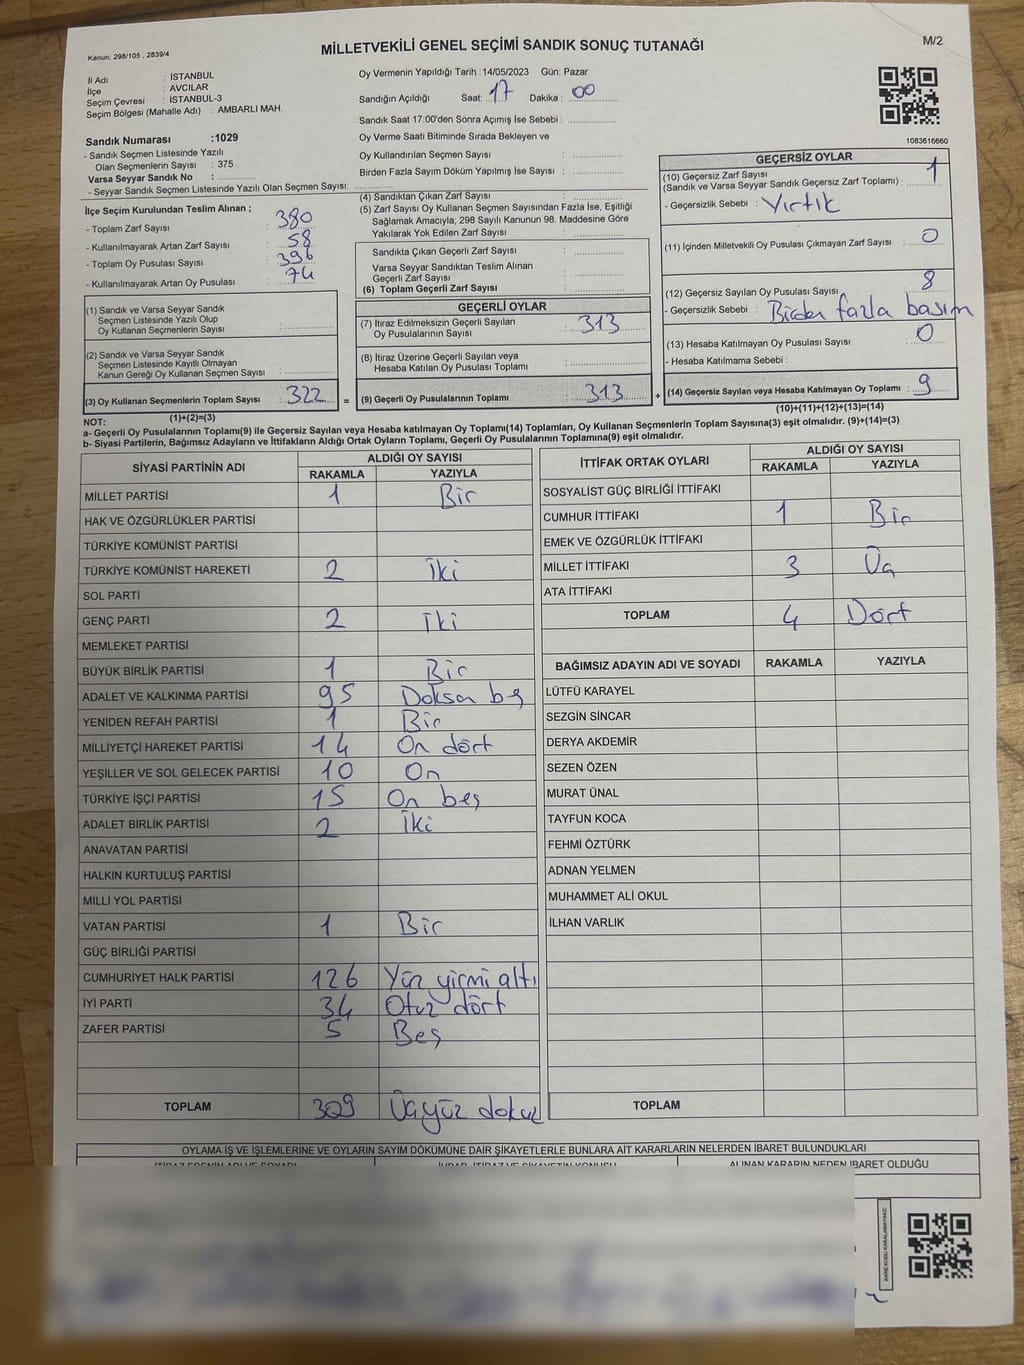 Kanun: 298/105 , 2839/4
MİLLETVEKİLİ GENEL SEÇİMİ SANDIK SONUÇ TUTANAĞI
M/2
İl Adı : İSTANBUL
İlçe : AVCILAR
Seçim Çevresi : İSTANBUL-3
Seçim Bölgesi (Mahalle Adı) : AMBARLI MAH.
Oy Vermenin Yapıldığı Tarih : 14/05/2023 Gün: Pazar
Sandığın Açıldığı Saat: 17 Dakika : 00
Sandık Saat 17.00'den Sonra Açımış İse Sebebi :
Oy Verme Saati Bitiminde Sırada Bekleyen ve
Oy Kullandırılan Seçmen Sayısı :
Birden Fazla Sayım Döküm Yapılmış İse Sayısı :
1083616660
Sandık Numarası : 1029
- Sandık Seçmen Listesinde Yazılı
Olan Seçmenlerin Sayısı : 375
Varsa Seyyar Sandık No :
- Seyyar Sandık Seçmen Listesinde Yazılı Olan Seçmen Sayısı:
İlçe Seçim Kurulundan Teslim Alınan ;
- Toplam Zarf Sayısı : 380
- Kullanılmayarak Artan Zarf Sayısı : 58
- Toplam Oy Pusulası Sayısı : 396
- Kullanılmayarak Artan Oy Pusulası : 74
(1) Sandık ve Varsa Seyyar Sandık
Seçmen Listesinde Yazılı Olup
Oy Kullanan Seçmenlerin Sayısı :
(2) Sandık ve Varsa Seyyar Sandık
Seçmen Listesinde Kayıtlı Olmayan
Kanun Gereği Oy Kullanan Seçmen Sayısı :
(3) Oy Kullanan Seçmenlerin Toplam Sayısı : 322 =
(1)+(2)=(3)
(4) Sandıktan Çıkan Zarf Sayısı :
(5) Zarf Sayısı Oy Kullanan Seçmen Sayısından Fazla İse, Eşitliği
Sağlamak Amacıyla; 298 Sayılı Kanunun 98. Maddesine Göre
Yakılarak Yok Edilen Zarf Sayısı :
Sandıkta Çıkan Geçerli Zarf Sayısı :
Varsa Seyyar Sandıktan Teslim Alınan
Geçerli Zarf Sayısı :
(6) Toplam Geçerli Zarf Sayısı :
GEÇERLİ OYLAR
(7) İtiraz Edilmeksizin Geçerli Sayılan
Oy Pusulalarının Sayısı : 313
(8) İtiraz Üzerine Geçerli Sayılan veya
Hesaba Katılan Oy Pusulası Toplamı :
(9) Geçerli Oy Pusulalarının Toplamı : 313 +
GEÇERSİZ OYLAR
(10) Geçersiz Zarf Sayısı
(Sandık ve Varsa Seyyar Sandık Geçersiz Zarf Toplamı) : 1
- Geçersizlik Sebebi : Yırtık
(11) İçinden Milletvekili Oy Pusulası Çıkmayan Zarf Sayısı : 0
(12) Geçersiz Sayılan Oy Pusulası Sayısı : 8
- Geçersizlik Sebebi : Birden fazla basım
(13) Hesaba Katılmayan Oy Pusulası Sayısı : 0
- Hesaba Katılmama Sebebi :
(14) Geçersiz Sayılan veya Hesaba Katılmayan Oy Toplamı : 9
(10)+(11)+(12)+(13)=(14)
NOT:
a- Geçerli Oy Pusulalarının Toplamı(9) ile Geçersiz Sayılan veya Hesaba katılmayan Oy Toplamı(14) Toplamları, Oy Kullanan Seçmenlerin Toplam Sayısına(3) eşit olmalıdır. (9)+(14)=(3)
b- Siyasi Partilerin, Bağımsız Adayların ve İttifakların Aldığı Ortak Oyların Toplamı, Geçerli Oy Pusulalarının Toplamına(9) eşit olmalıdır.
SİYASİ PARTİNİN ADI ALDIĞI OY SAYISI
RAKAMLA YAZIYLA
MİLLET PARTİSİ 1 Bir
HAK VE ÖZGÜRLÜKLER PARTİSİ
TÜRKİYE KOMÜNİST PARTİSİ
TÜRKİYE KOMÜNİST HAREKETİ 2 İki
SOL PARTİ
GENÇ PARTİ 2 İki
MEMLEKET PARTİSİ
BÜYÜK BİRLİK PARTİSİ 1 Bir
ADALET VE KALKINMA PARTİSİ 95 Doksan beş
YENİDEN REFAH PARTİSİ 1 Bir
MİLLİYETÇİ HAREKET PARTİSİ 14 On dört
YEŞİLLER VE SOL GELECEK PARTİSİ 10 On
TÜRKİYE İŞÇİ PARTİSİ 15 On beş
ADALET BİRLİK PARTİSİ 2 İki
ANAVATAN PARTİSİ
HALKIN KURTULUŞ PARTİSİ
MİLLİ YOL PARTİSİ
VATAN PARTİSİ 1 Bir
GÜÇ BİRLİĞİ PARTİSİ
CUMHURİYET HALK PARTİSİ 126 Yüz yirmi altı
İYİ PARTİ 34 Otuz dört
ZAFER PARTİSİ 5 Beş
TOPLAM 309 Üçyüz dokuz
İTTİFAK ORTAK OYLARI ALDIĞI OY SAYISI
RAKAMLA YAZIYLA
SOSYALİST GÜÇ BİRLİĞİ İTTİFAKI
CUMHUR İTTİFAKI 1 Bir
EMEK VE ÖZGÜRLÜK İTTİFAKI
MİLLET İTTİFAKI 3 Üç
ATA İTTİFAKI
TOPLAM 4 Dört
BAĞIMSIZ ADAYIN ADI VE SOYADI RAKAMLA YAZIYLA
LÜTFÜ KARAYEL
SEZGİN SİNCAR
DERYA AKDEMİR
SEZEN ÖZEN
MURAT ÜNAL
TAYFUN KOCA
FEHMİ ÖZTÜRK
ADNAN YELMEN
MUHAMMET ALİ OKUL
İLHAN VARLIK
TOPLAM
OYLAMA İŞ VE İŞLEMLERİNE VE OYLARIN SAYIM DÖKÜMÜNE DAİR ŞİKAYETLERLE BUNLARA AİT KARARLARIN NELERDEN İBARET BULUNDUKLARI
ALINAN KARARIN NEDEN İBARET OLDUĞU
KARE KODU KARALAMAYINIZ!